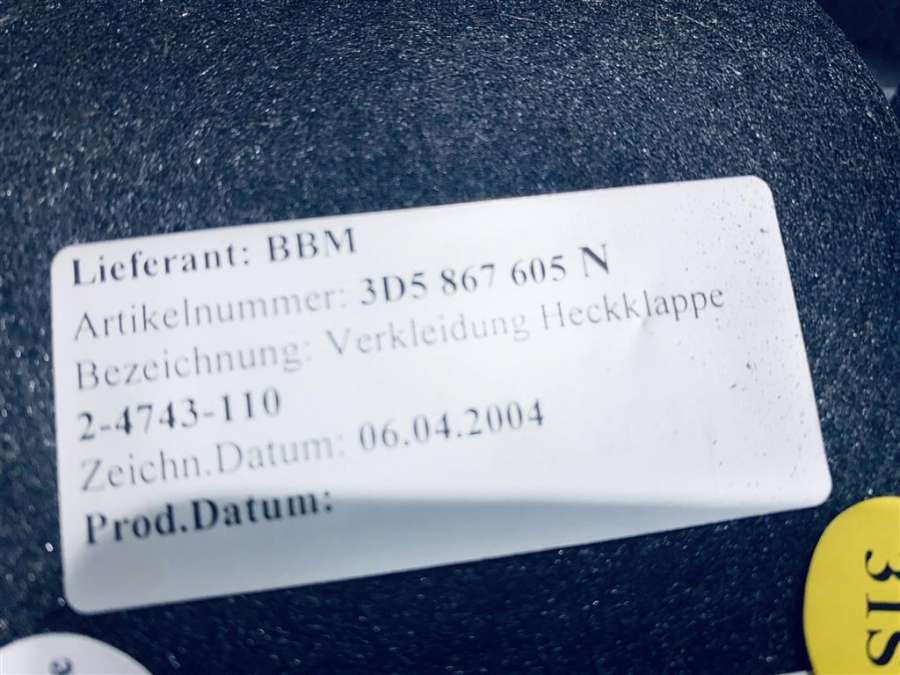 Lieferant: BBM
Artikelnummer: 3D5 867 605 N
Bezeichnung: Verkleidung Heckklappe
2-4743-110
Zeichn.Datum: 06.04.2004
Prod.Datum:
3IS